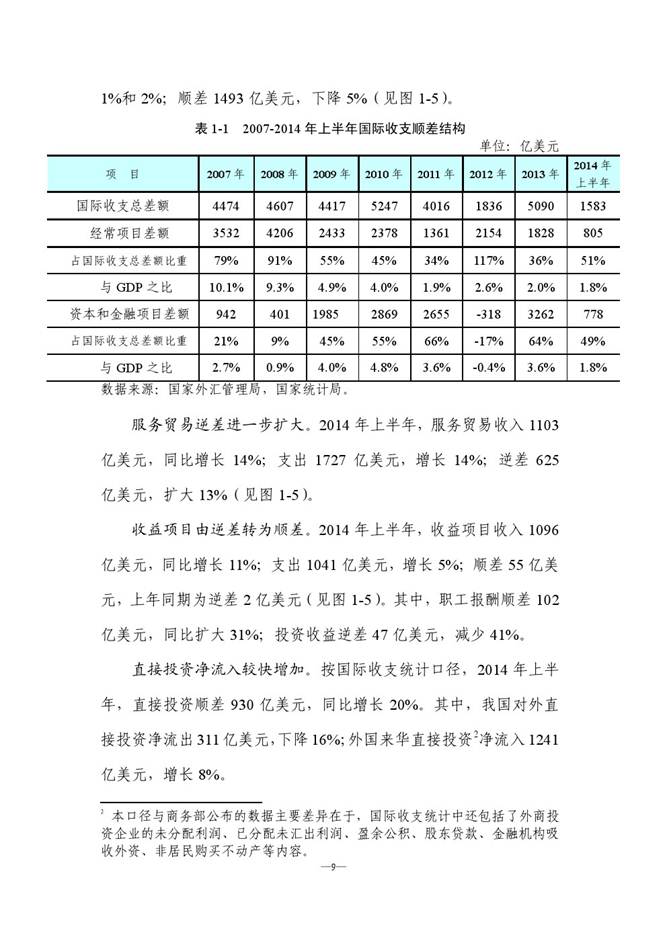 1%和 2%；顺差 1493 亿美元，下降 5%（见图 1-5）。
表 1-1 2007-2014 年上半年国际收支顺差结构
单位：亿美元
项 目 2007 年 2008 年 2009 年 2010 年 2011 年 2012 年 2013 年 2014 年上半年
国际收支总差额 4474 4607 4417 5247 4016 1836 5090 1583
经常项目差额 3532 4206 2433 2378 1361 2154 1828 805
占国际收支总差额比重 79% 91% 55% 45% 34% 117% 36% 51%
与 GDP 之比 10.1% 9.3% 4.9% 4.0% 1.9% 2.6% 2.0% 1.8%
资本和金融项目差额 942 401 1985 2869 2655 -318 3262 778
占国际收支总差额比重 21% 9% 45% 55% 66% -17% 64% 49%
与 GDP 之比 2.7% 0.9% 4.0% 4.8% 3.6% -0.4% 3.6% 1.8%
数据来源：国家外汇管理局，国家统计局。
服务贸易逆差进一步扩大。2014 年上半年，服务贸易收入 1103
亿美元，同比增长 14%；支出 1727 亿美元，增长 14%；逆差 625
亿美元，扩大 13%（见图 1-5）。
收益项目由逆差转为顺差。2014 年上半年，收益项目收入 1096
亿美元，同比增长 11%；支出 1041 亿美元，增长 5%；顺差 55 亿美
元，上年同期为逆差 2 亿美元（见图 1-5）。其中，职工报酬顺差 102
亿美元，同比扩大 31%；投资收益逆差 47 亿美元，减少 41%。
直接投资净流入较快增加。按国际收支统计口径，2014 年上半
年，直接投资顺差 930 亿美元，同比增长 20%。其中，我国对外直
接投资净流出 311 亿美元，下降 16%；外国来华直接投资²净流入 1241
亿美元，增长 8%。
² 本口径与商务部公布的数据主要差异在于，国际收支统计中还包括了外商投
资企业的未分配利润、已分配未汇出利润、盈余公积、股东贷款、金融机构吸
收外资、非居民购买不动产等内容。
—9—